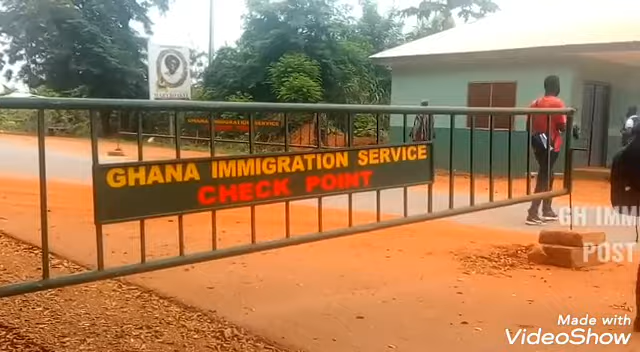 GHANA IMMIGRATION SERVICE
CHECK POINT
GH IMM
POST
Made with
VideoShow